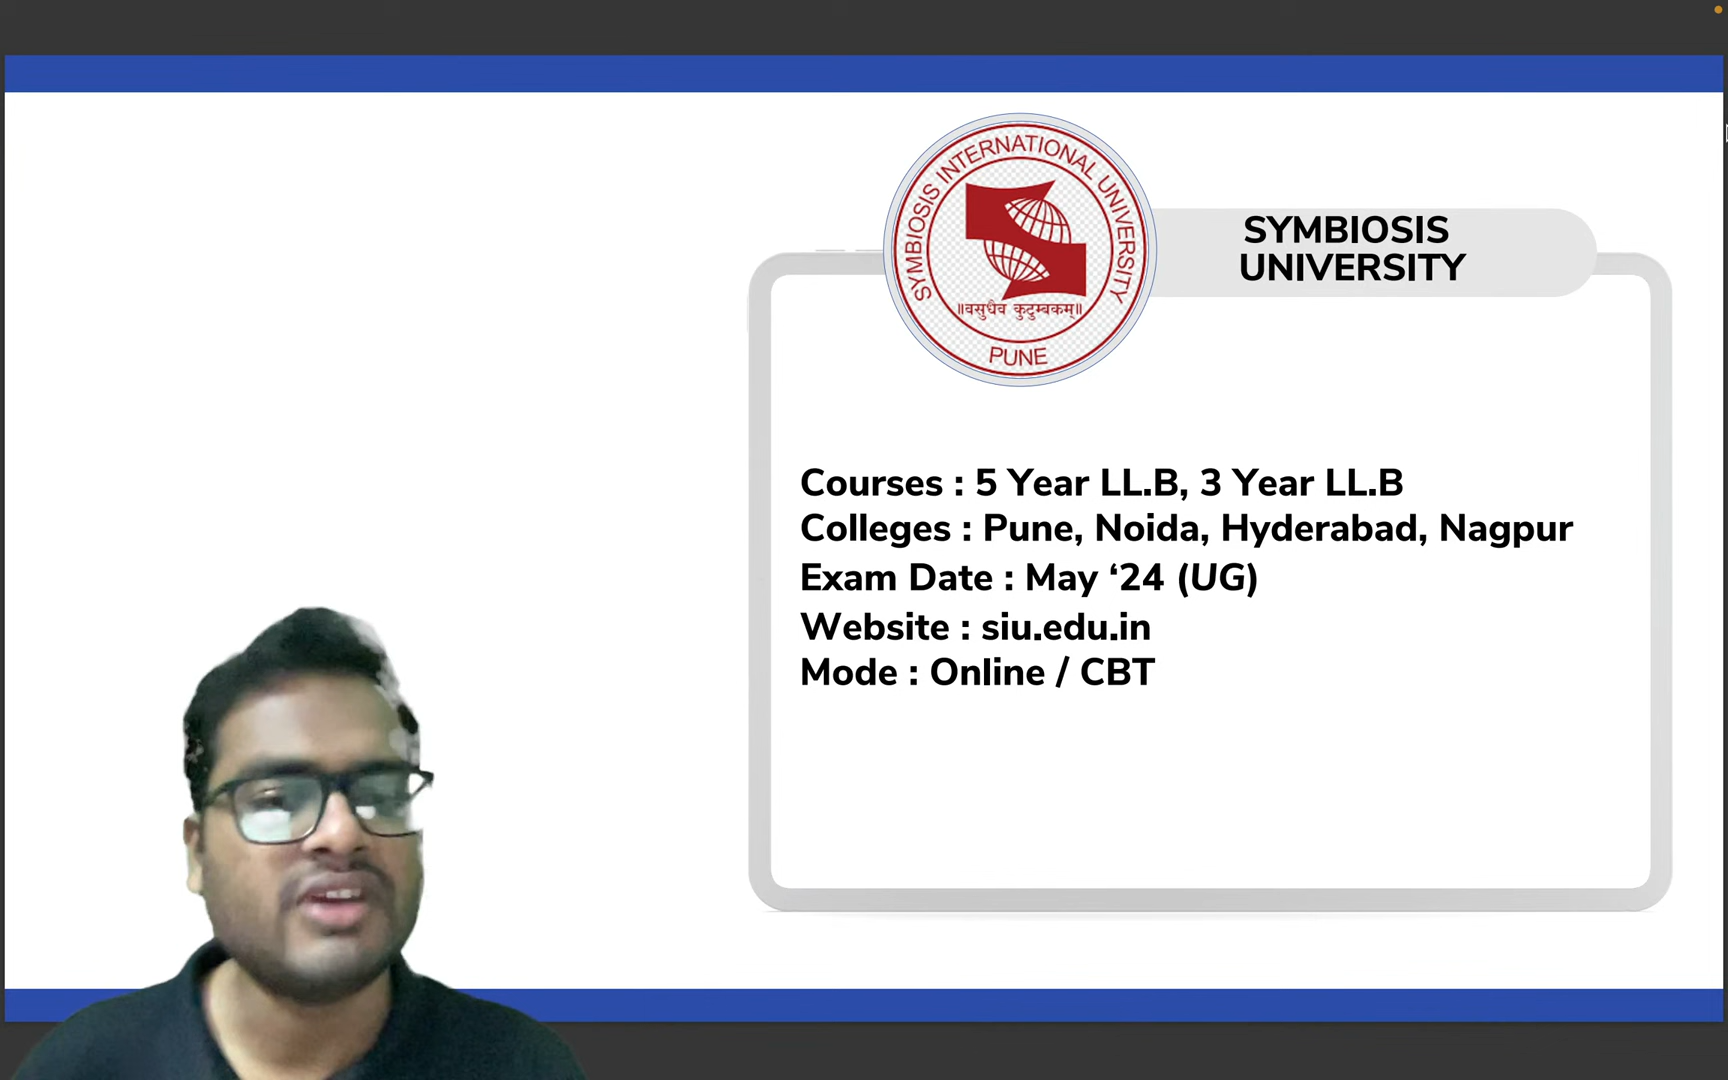 SYMBIOSIS INTERNATIONAL UNIVERSITY
॥वसुधैव कुटुम्बकम्॥
PUNE
SYMBIOSIS
UNIVERSITY
Courses : 5 Year LL.B, 3 Year LL.B
Colleges : Pune, Noida, Hyderabad, Nagpur
Exam Date : May ‘24 (UG)
Website : siu.edu.in
Mode : Online / CBT